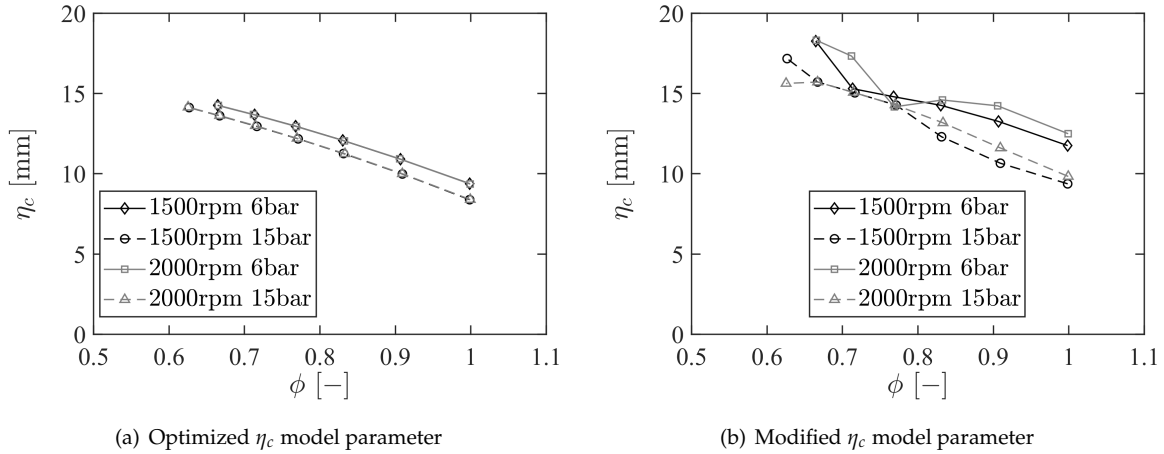 20
15
10
5
0
η_c [mm]
1500rpm 6bar
1500rpm 15bar
2000rpm 6bar
2000rpm 15bar
0.5 0.6 0.7 0.8 0.9 1 1.1
ϕ [−]
(a) Optimized η_c model parameter
20
15
10
5
0
η_c [mm]
1500rpm 6bar
1500rpm 15bar
2000rpm 6bar
2000rpm 15bar
0.5 0.6 0.7 0.8 0.9 1 1.1
ϕ [−]
(b) Modified η_c model parameter